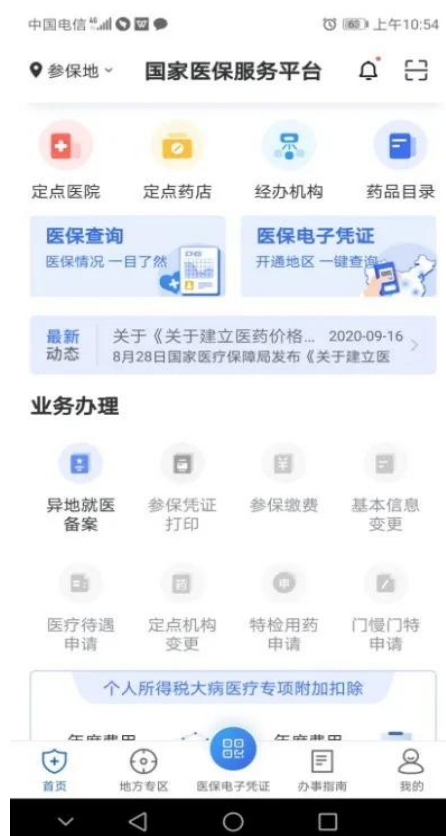 中国电信 60 上午10:54
参保地 国家医保服务平台
定点医院 定点药店 经办机构 药品目录
医保查询 医保电子凭证
医保情况 一目了然 开通地区 一键查询
最新动态
关于《关于建立医药价格... 2020-09-16
8月28日国家医疗保障局发布《关于建立医
业务办理
异地就医备案 参保凭证打印 参保缴费 基本信息变更
医疗待遇申请 定点机构变更 特检用药申请 门慢门特申请
个人所得税大病医疗专项附加扣除
年度费用 年度费用
首页 地方专区 医保电子凭证 办事指南 我的